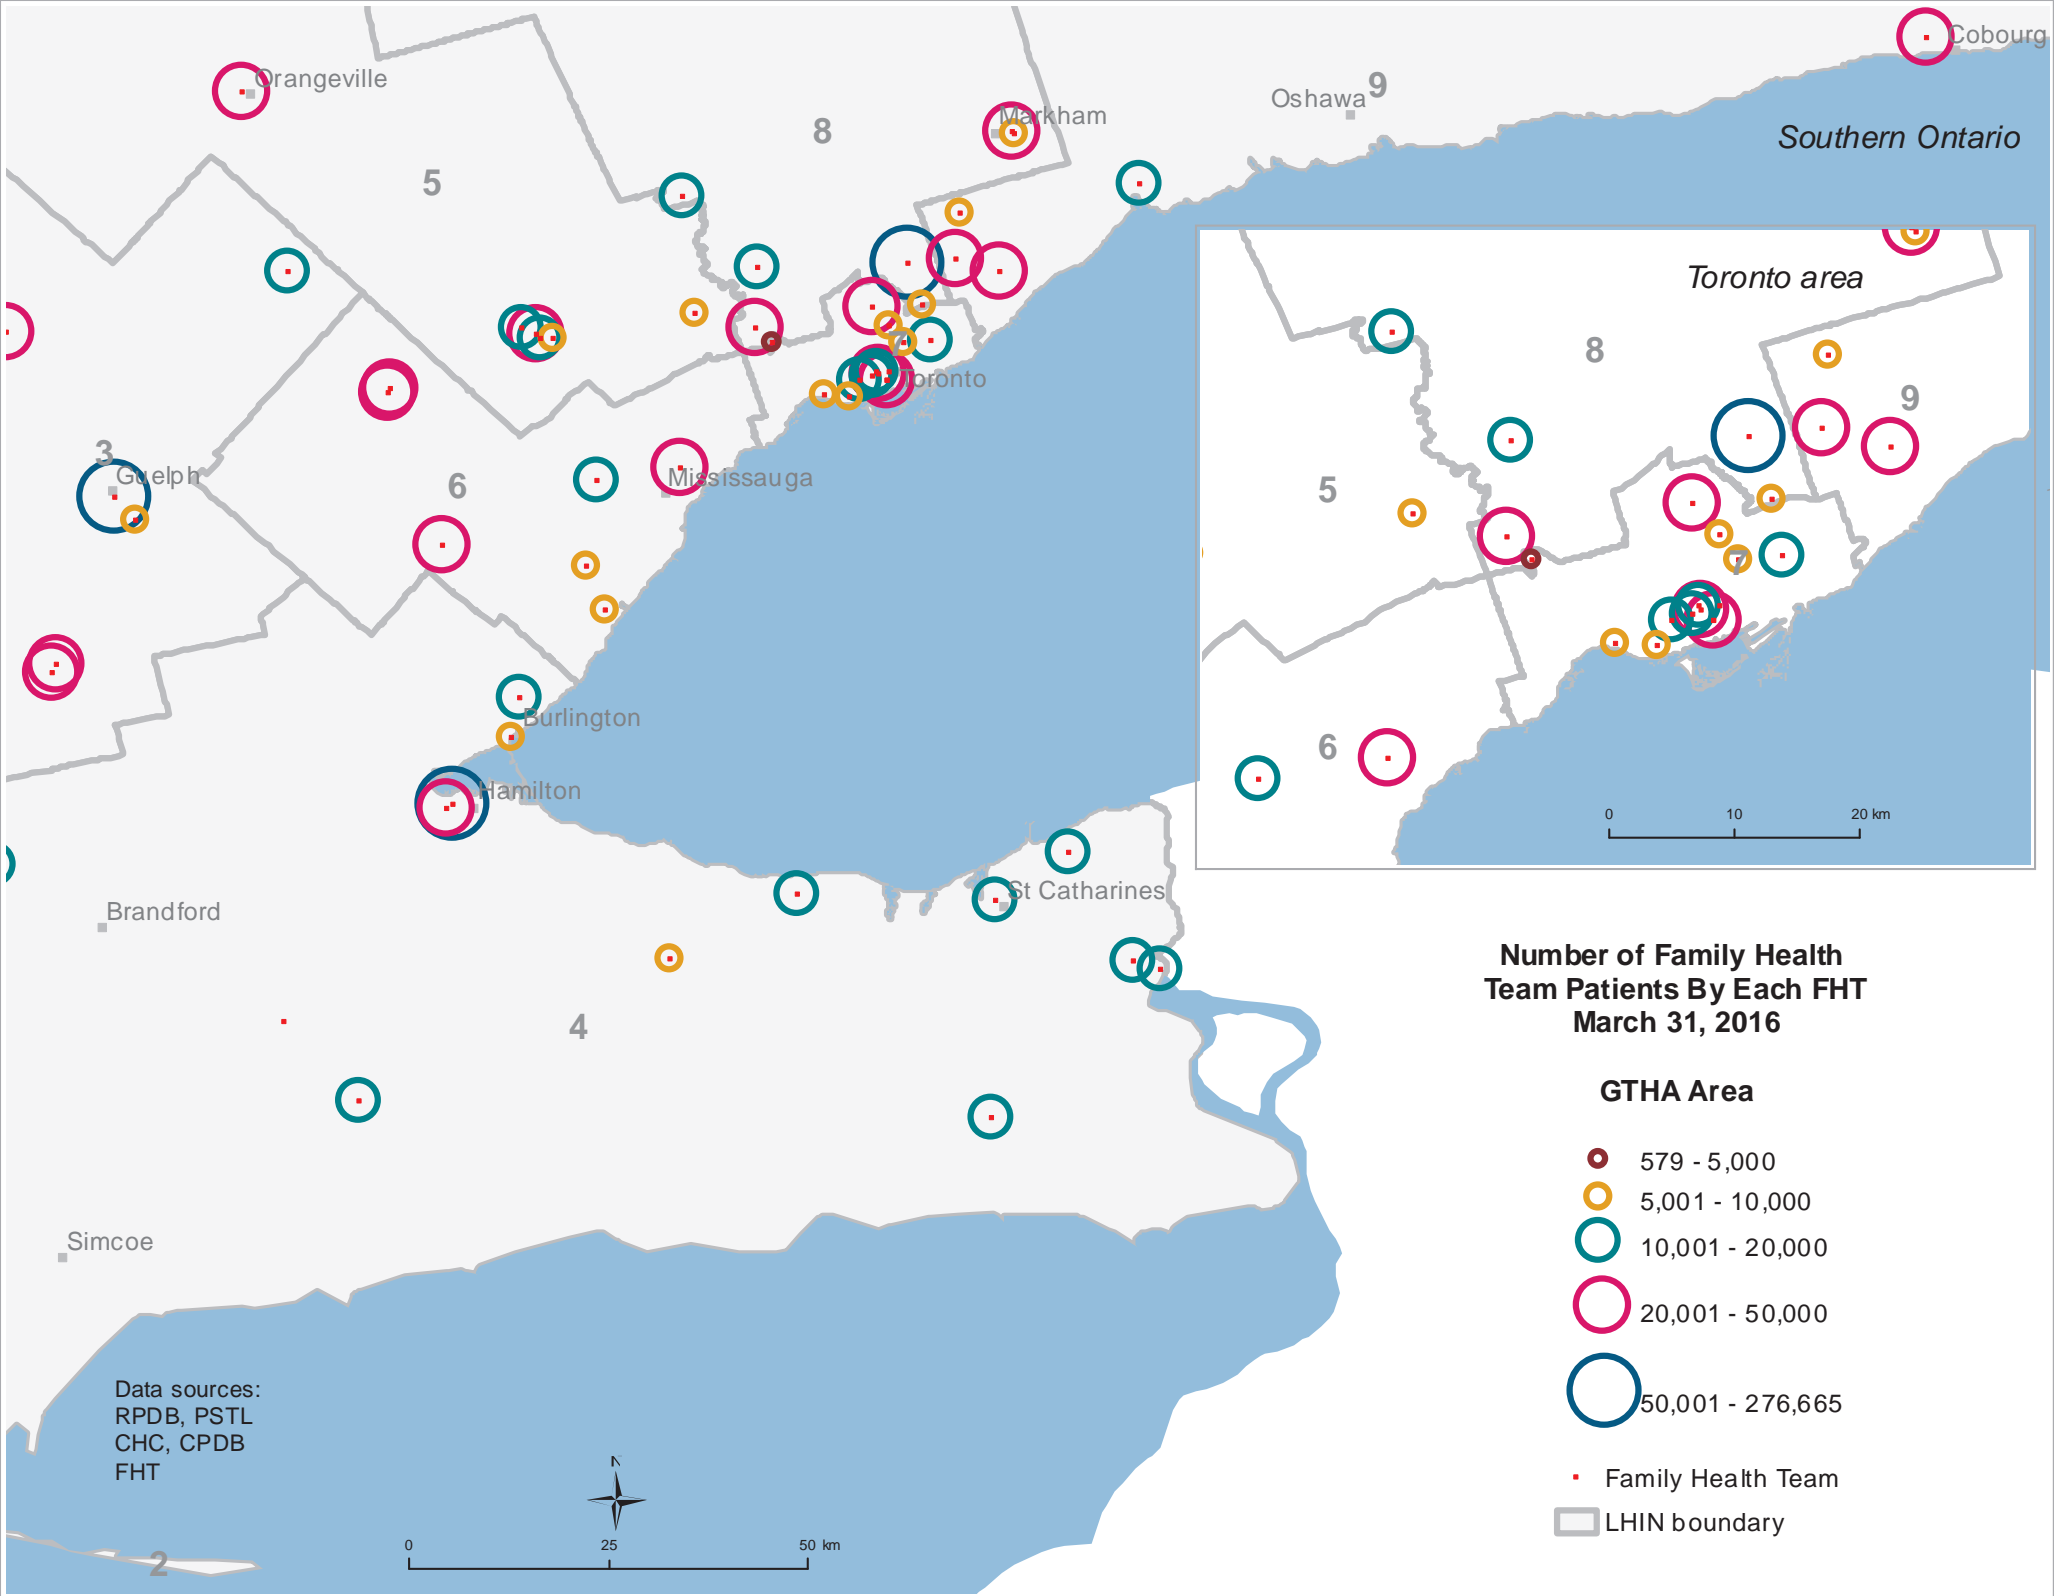 Cobourg
Orangeville
9
Oshawa
Markham
8
Southern Ontario
5
Toronto area
8
9
7
Toronto
3
Guelph
6
Mississauga
5
7
Burlington
6
Hamilton
0 10 20 km
St Catharines
Brandford
4
Number of Family Health
Team Patients By Each FHT
March 31, 2016
GTHA Area
579 - 5,000
5,001 - 10,000
10,001 - 20,000
20,001 - 50,000
50,001 - 276,665
Family Health Team
LHIN boundary
Simcoe
Data sources:
RPDB, PSTL
CHC, CPDB
FHT
N
0 25 50 km
2